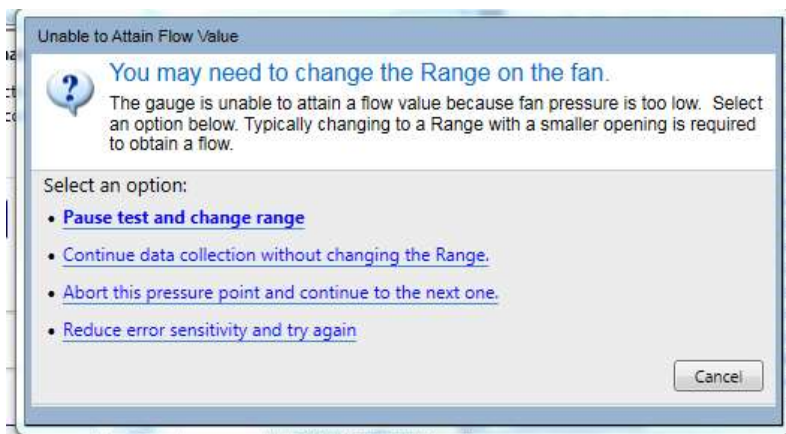 Unable to Attain Flow Value
You may need to change the Range on the fan.
The gauge is unable to attain a flow value because fan pressure is too low.  Select
an option below. Typically changing to a Range with a smaller opening is required
to obtain a flow.
Select an option:
• Pause test and change range
• Continue data collection without changing the Range.
• Abort this pressure point and continue to the next one.
• Reduce error sensitivity and try again
Cancel